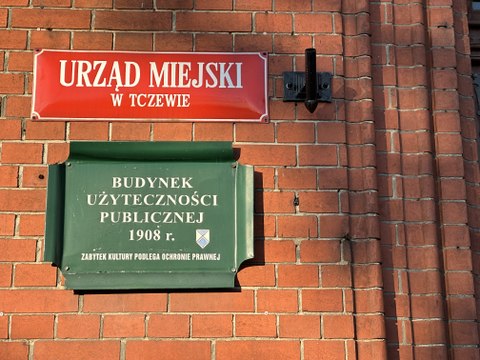 URZĄD MIEJSKI
W TCZEWIE
BUDYNEK
UŻYTECZNOŚCI
PUBLICZNEJ
1908 r.
ZABYTEK KULTURY PODLEGA OCHRONIE PRAWNEJ